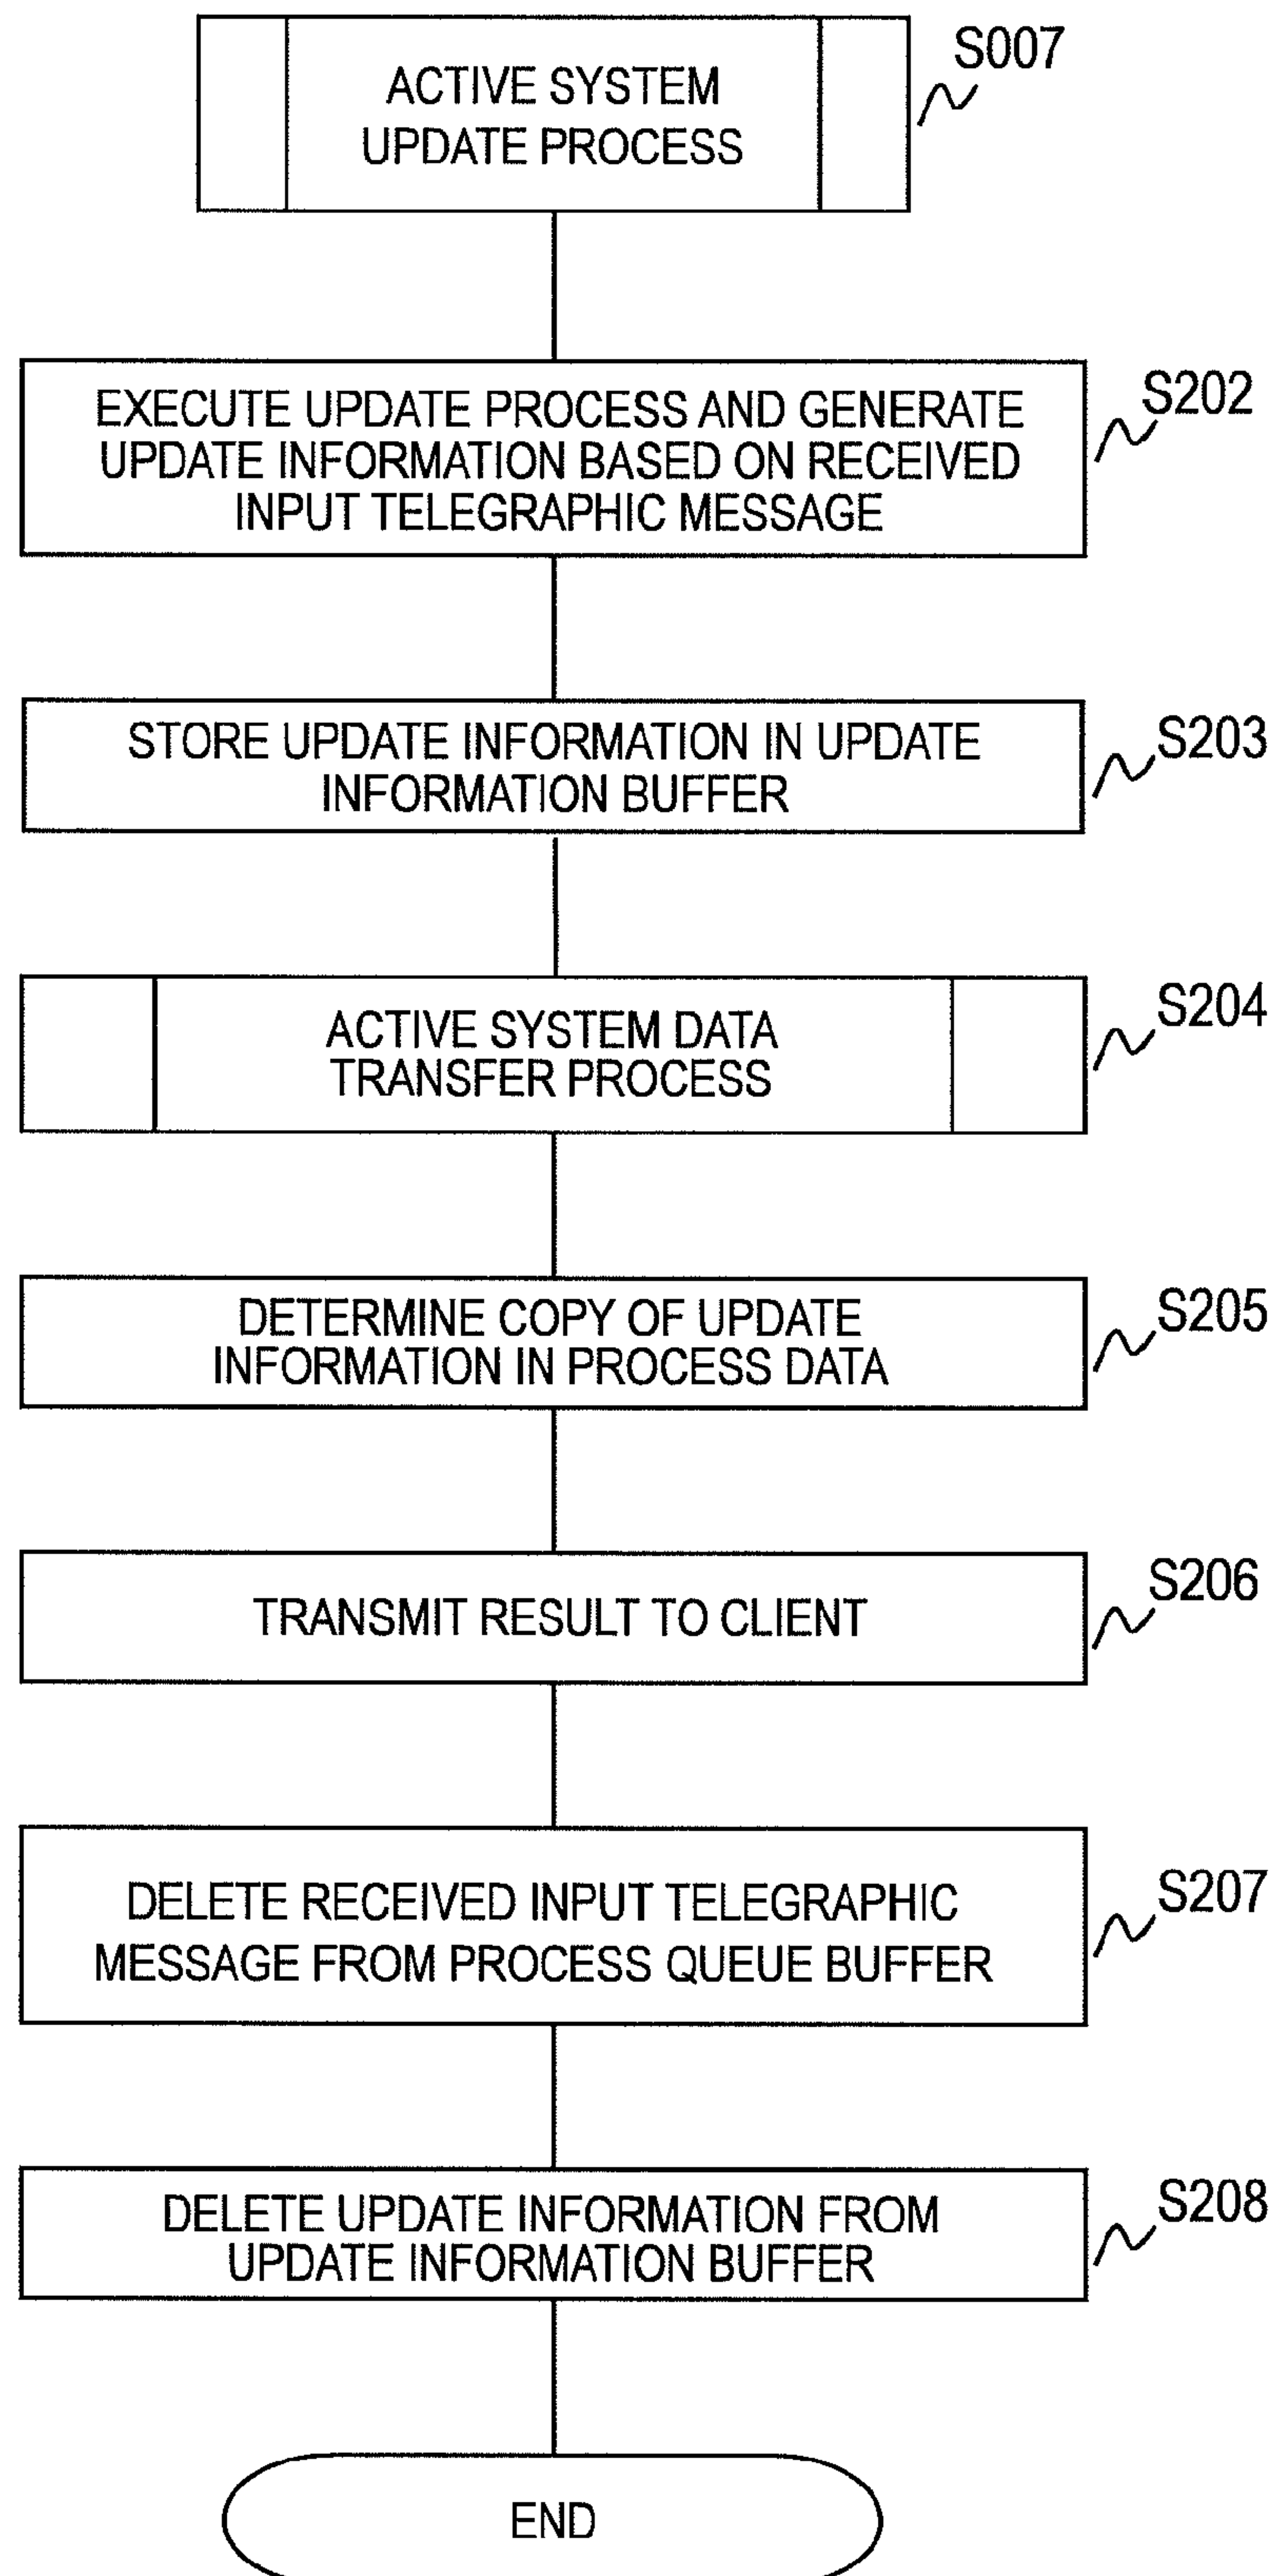 S007
ACTIVE SYSTEM
UPDATE PROCESS
S202
EXECUTE UPDATE PROCESS AND GENERATE
UPDATE INFORMATION BASED ON RECEIVED
INPUT TELEGRAPHIC MESSAGE
S203
STORE UPDATE INFORMATION IN UPDATE
INFORMATION BUFFER
S204
ACTIVE SYSTEM DATA
TRANSFER PROCESS
S205
DETERMINE COPY OF UPDATE
INFORMATION IN PROCESS DATA
S206
TRANSMIT RESULT TO CLIENT
S207
DELETE RECEIVED INPUT TELEGRAPHIC
MESSAGE FROM PROCESS QUEUE BUFFER
S208
DELETE UPDATE INFORMATION FROM
UPDATE INFORMATION BUFFER
END